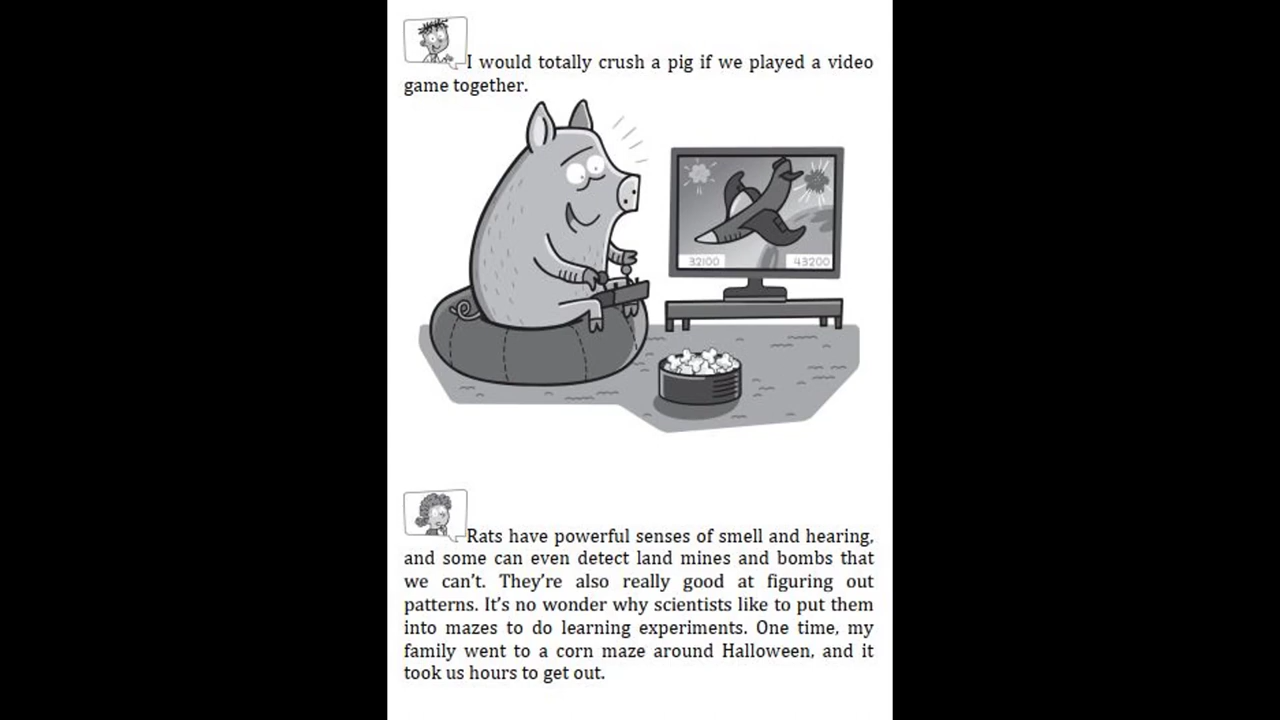 I would totally crush a pig if we played a video
game together.
32100
43200
Rats have powerful senses of smell and hearing,
and some can even detect land mines and bombs that
we can’t. They’re also really good at figuring out
patterns. It’s no wonder why scientists like to put them
into mazes to do learning experiments. One time, my
family went to a corn maze around Halloween, and it
took us hours to get out.